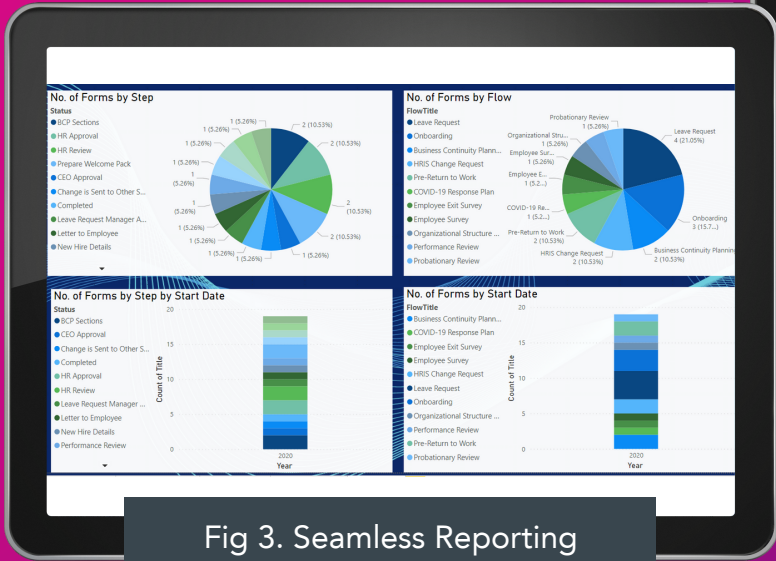 No. of Forms by Step
Status
BCP Sections
HR Approval
HR Review
Prepare Welcome Pack
CEO Approval
Change is Sent to Other S...
Completed
Leave Request Manager A...
Letter to Employee
New Hire Details
1 (5.26%)
1 (5.26%)
1 (5.26%)
1 (5.26%)
1
(5.26%)
1
(5.26%)
1 (5.26%)
1 (5.26%)
1 (5.26%)
1 (5.26%)
1 (5.26%)
2 (10.53%)
2
(10.53%)
2 (10.53%)
2 (10.53%)
No. of Forms by Flow
FlowTitle
Leave Request
Onboarding
Business Continuity Plann...
HRIS Change Request
Pre-Return to Work
COVID-19 Response Plan
Employee Exit Survey
Employee Survey
Organizational Structure ...
Performance Review
Probationary Review
Probationary Review
1 (5.26%)
Organizational Stru...
1 (5.26%)
Employee Sur...
1 (5.26%)
Employee E...
1 (5.2...)
COVID-19 Re...
1 (5.2...)
Pre-Return to Work
2 (10.53%)
HRIS Change Request
2 (10.53%)
Business Continuity Planning
2 (10.53%)
Onboarding
3 (15.7...)
Leave Request
4 (21.05%)
No. of Forms by Step by Start Date
Status
BCP Sections
CEO Approval
Change is Sent to Other S...
Completed
HR Approval
HR Review
Leave Request Manager ...
Letter to Employee
New Hire Details
Performance Review
Count of Title
20
15
10
5
0
2020
Year
No. of Forms by Start Date
FlowTitle
Business Continuity Plann...
COVID-19 Response Plan
Employee Exit Survey
Employee Survey
HRIS Change Request
Leave Request
Onboarding
Organizational Structure ...
Performance Review
Pre-Return to Work
Probationary Review
Count of Title
20
15
10
5
0
2020
Year
Fig 3. Seamless Reporting